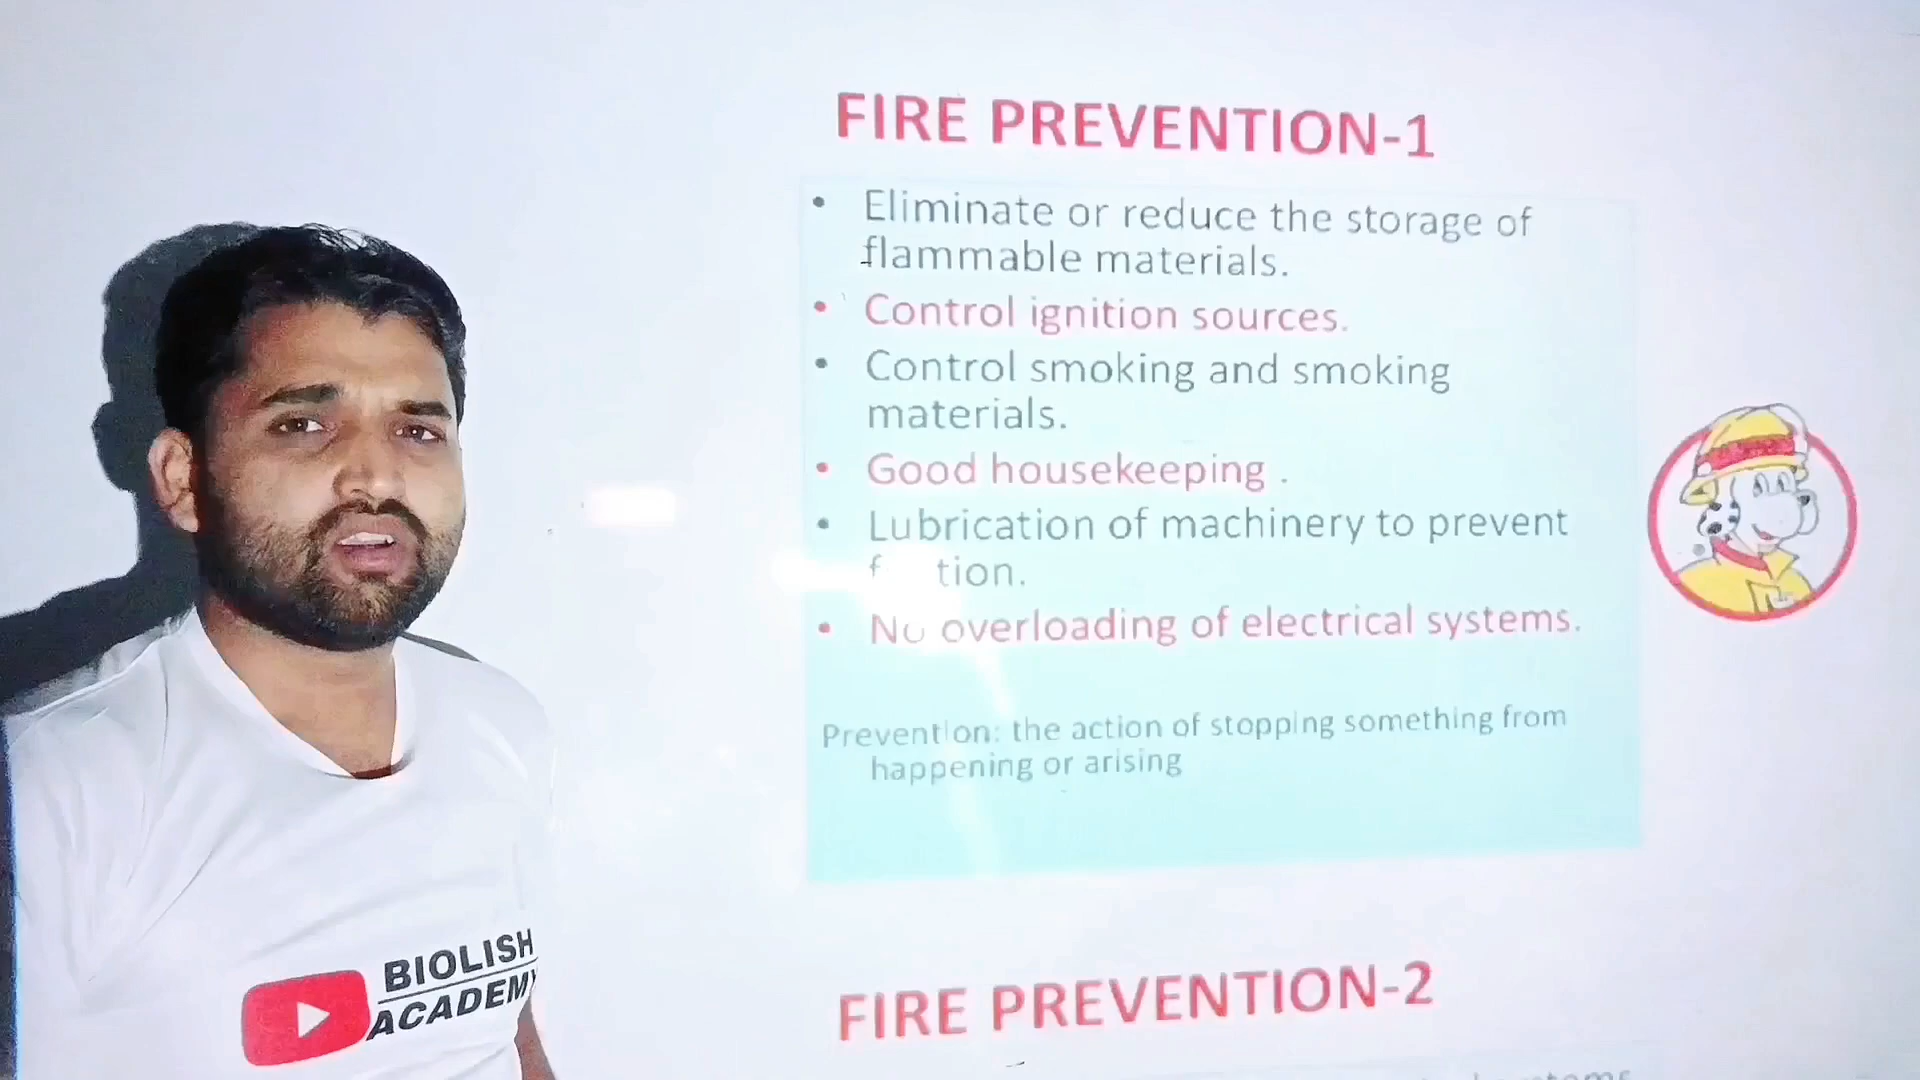 FIRE PREVENTION-1
• Eliminate or reduce the storage of
flammable materials.
• Control ignition sources.
• Control smoking and smoking
materials.
• Good housekeeping .
• Lubrication of machinery to prevent
• No overloading of electrical systems.
Prevention: the action of stopping something from
happening or arising
BIOLISH
ACADEMY
FIRE PREVENTION-2